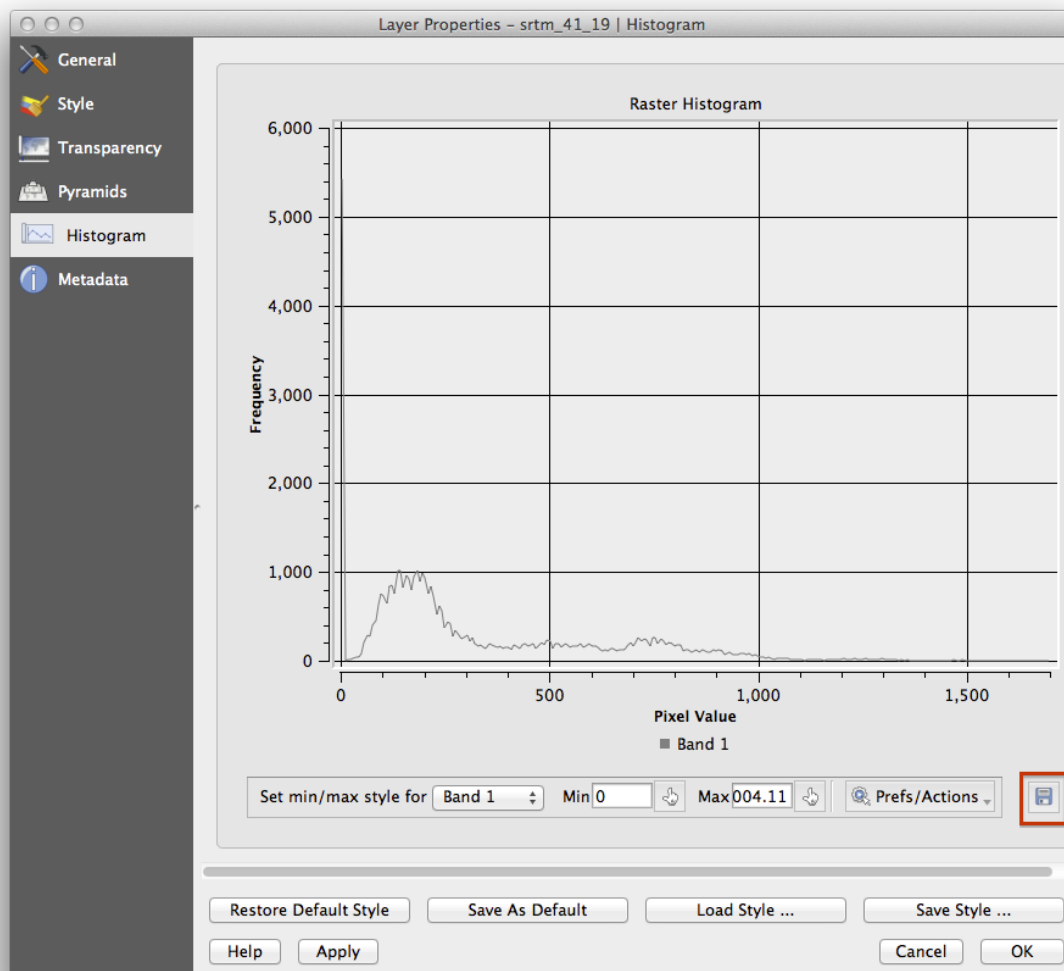 Layer Properties – srtm_41_19 | Histogram
General
Style
Transparency
Pyramids
Histogram
Metadata
Raster Histogram
6,000
5,000
4,000
3,000
2,000
1,000
0
Frequency
0 500 1,000 1,500
Pixel Value
Band 1
Set min/max style for Band 1 Min 0 Max 004.11 Prefs/Actions
Restore Default Style Save As Default Load Style ... Save Style ...
Help Apply Cancel OK